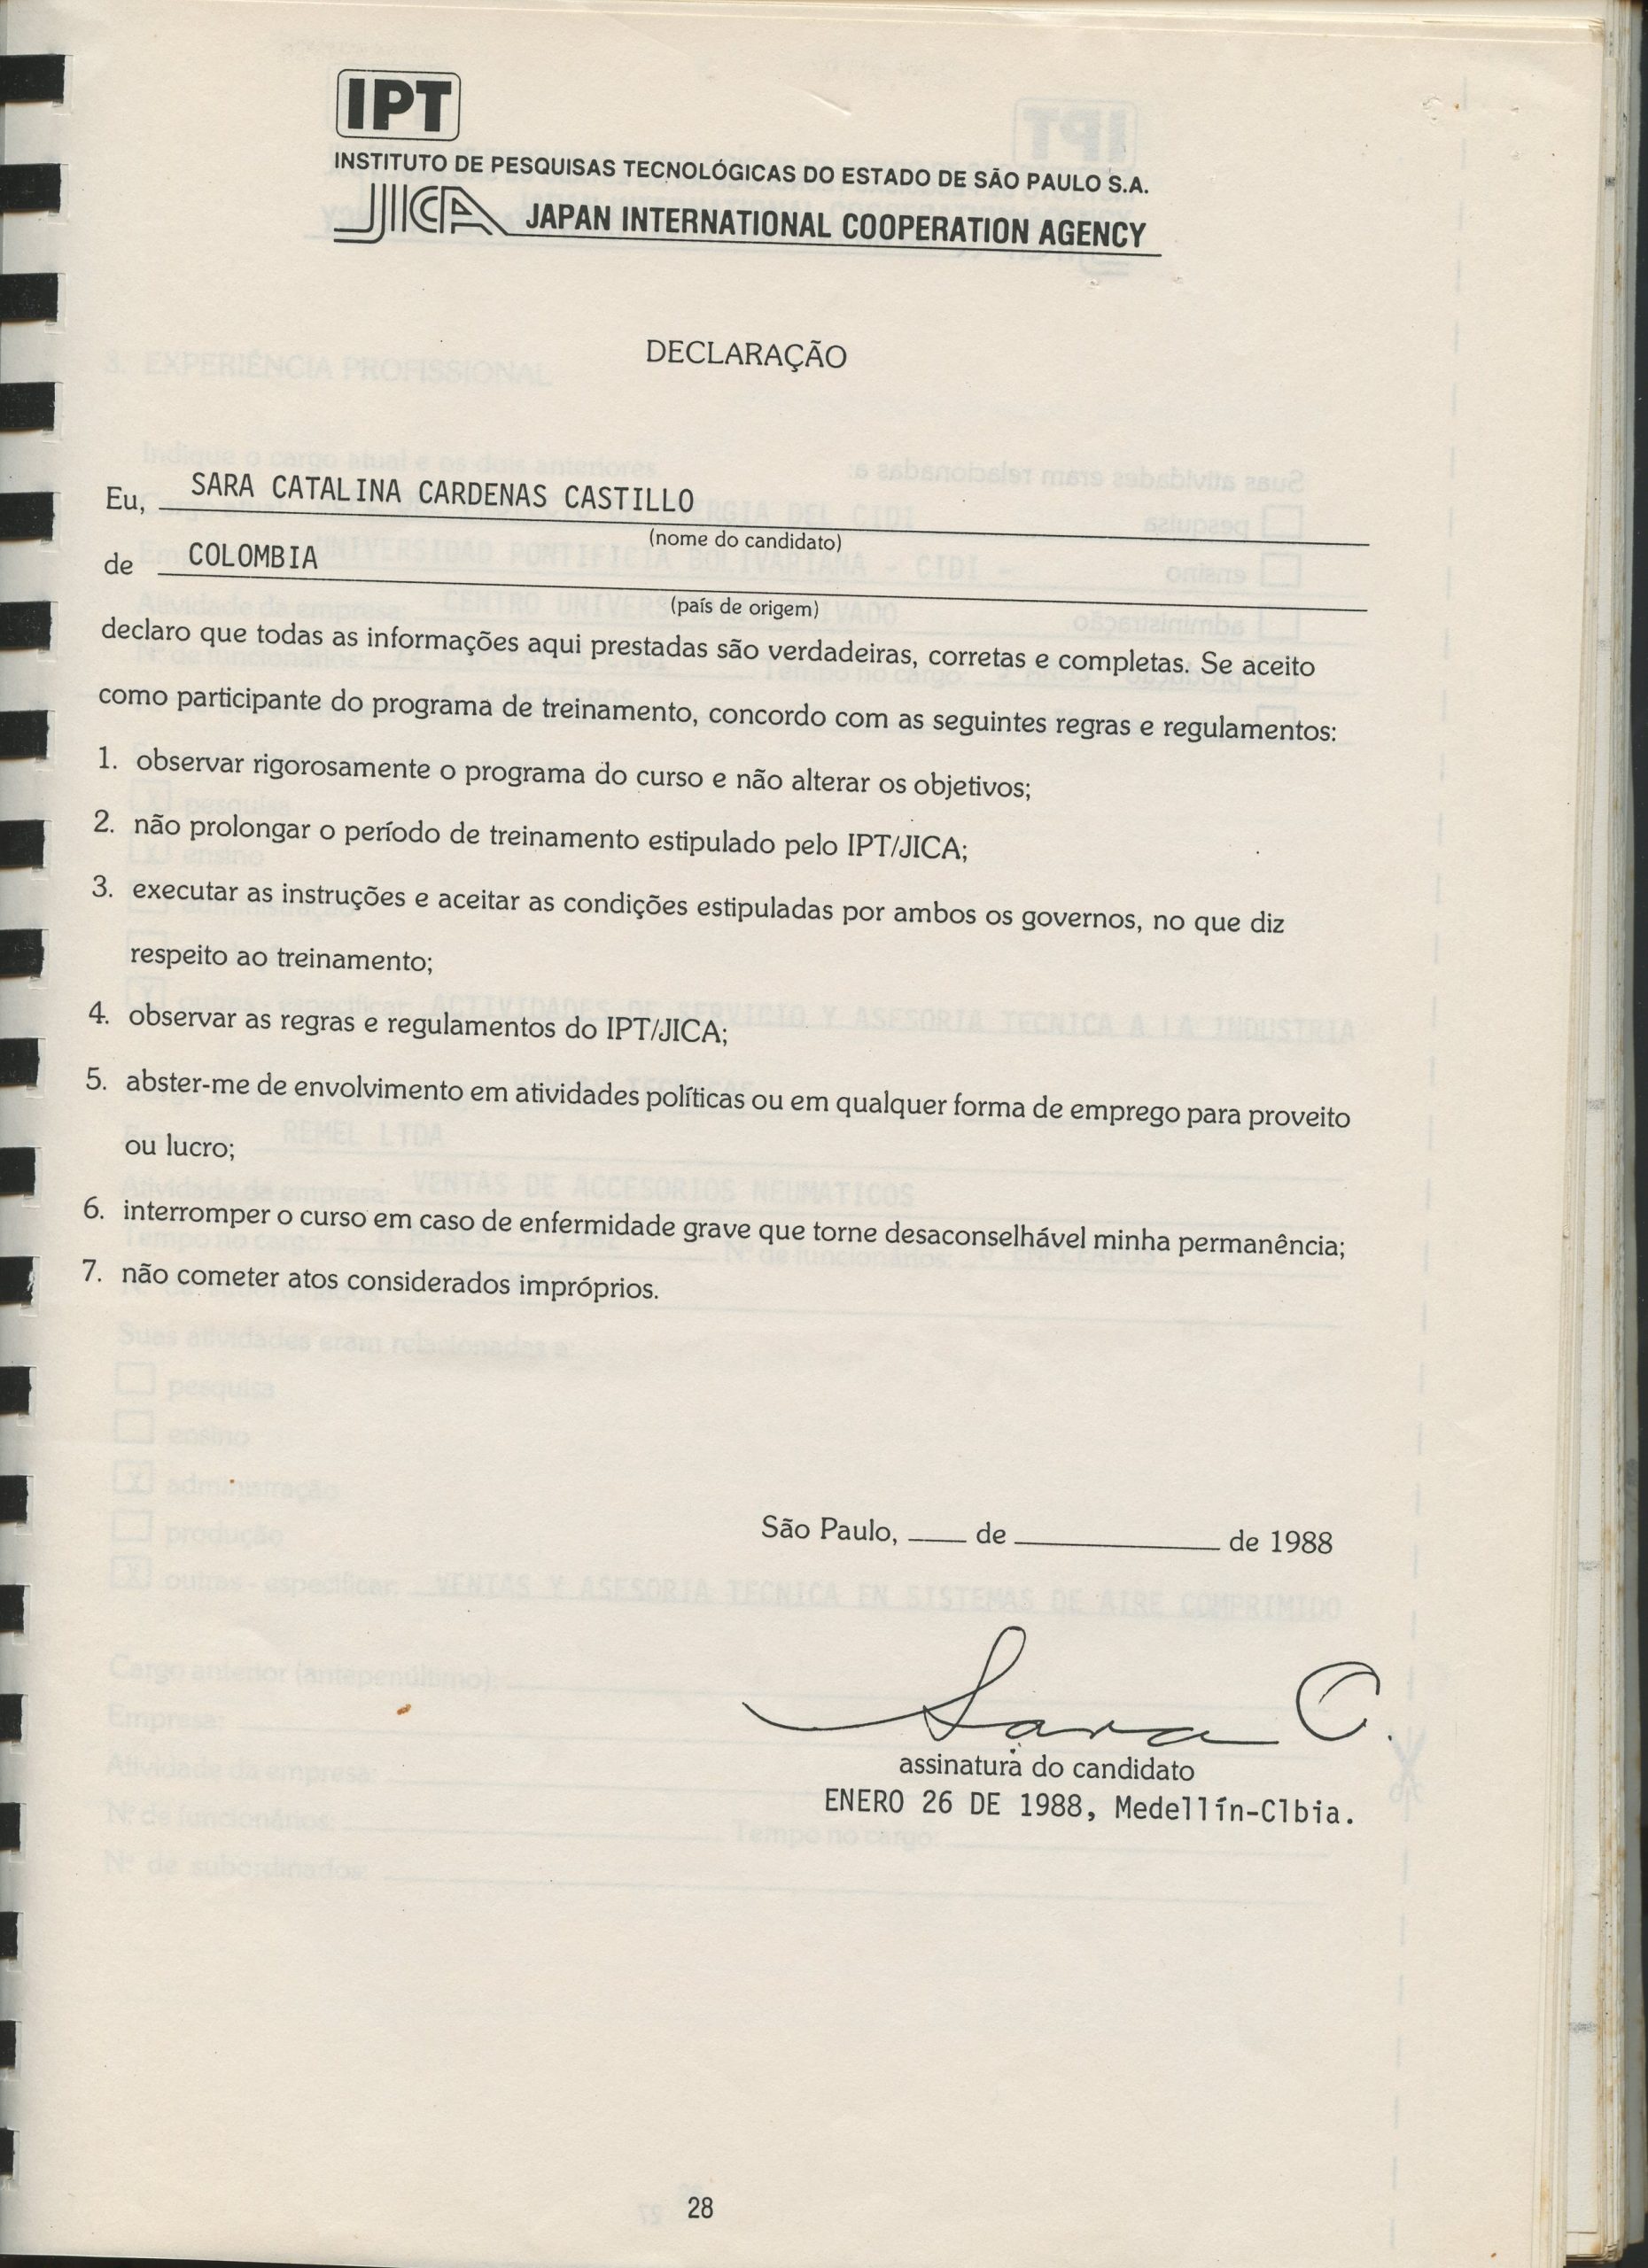 IPT
INSTITUTO DE PESQUISAS TECNOLÓGICAS DO ESTADO DE SÃO PAULO S.A.
JICA JAPAN INTERNATIONAL COOPERATION AGENCY
DECLARAÇÃO
Eu, SARA CATALINA CARDENAS CASTILLO
(nome do candidato)
de COLOMBIA
(país de origem)
declaro que todas as informações aqui prestadas são verdadeiras, corretas e completas. Se aceito
como participante do programa de treinamento, concordo com as seguintes regras e regulamentos:
1. observar rigorosamente o programa do curso e não alterar os objetivos;
2. não prolongar o período de treinamento estipulado pelo IPT/JICA;
3. executar as instruções e aceitar as condições estipuladas por ambos os governos, no que diz
respeito ao treinamento;
4. observar as regras e regulamentos do IPT/JICA;
5. abster-me de envolvimento em atividades políticas ou em qualquer forma de emprego para proveito
ou lucro;
6. interromper o curso em caso de enfermidade grave que torne desaconselhável minha permanência;
7. não cometer atos considerados impróprios.
São Paulo, ____ de ______________ de 1988
Sara C.
assinatura do candidato
ENERO 26 DE 1988, Medellín-Clbia.
28